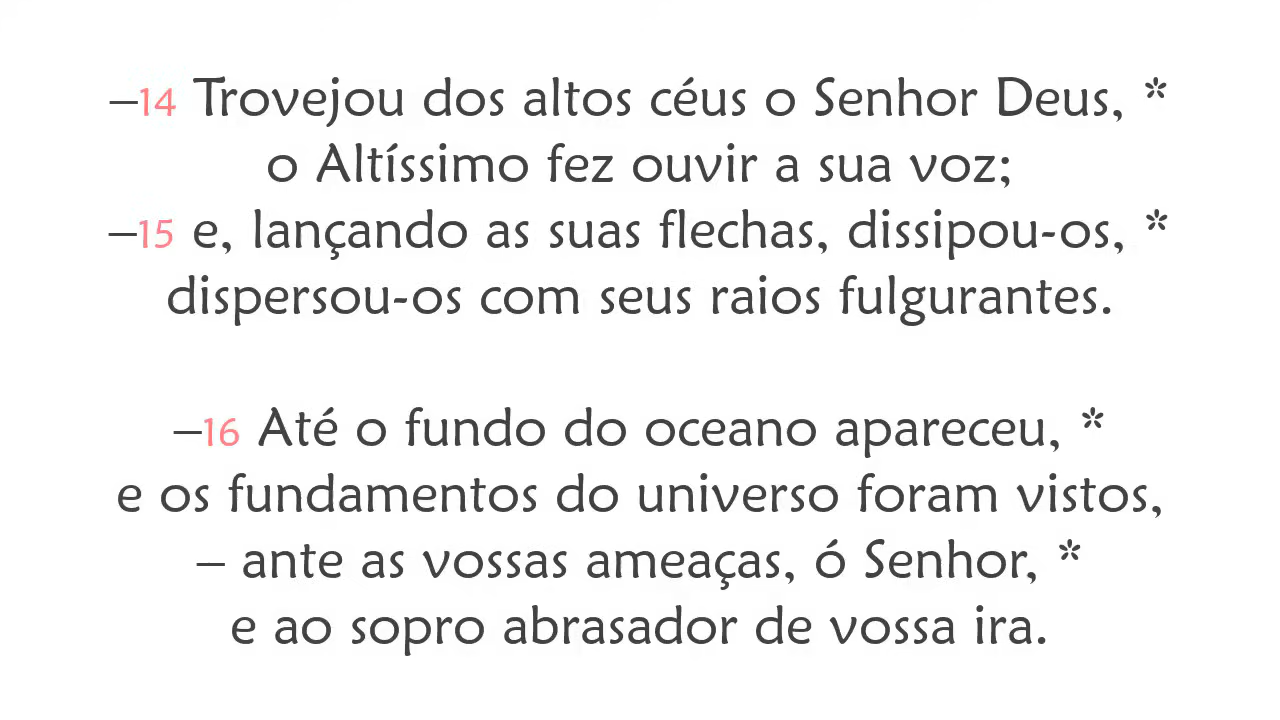 –14 Trovejou dos altos céus o Senhor Deus, *
o Altíssimo fez ouvir a sua voz;
–15 e, lançando as suas flechas, dissipou-os, *
dispersou-os com seus raios fulgurantes.
–16 Até o fundo do oceano apareceu, *
e os fundamentos do universo foram vistos,
– ante as vossas ameaças, ó Senhor, *
e ao sopro abrasador de vossa ira.